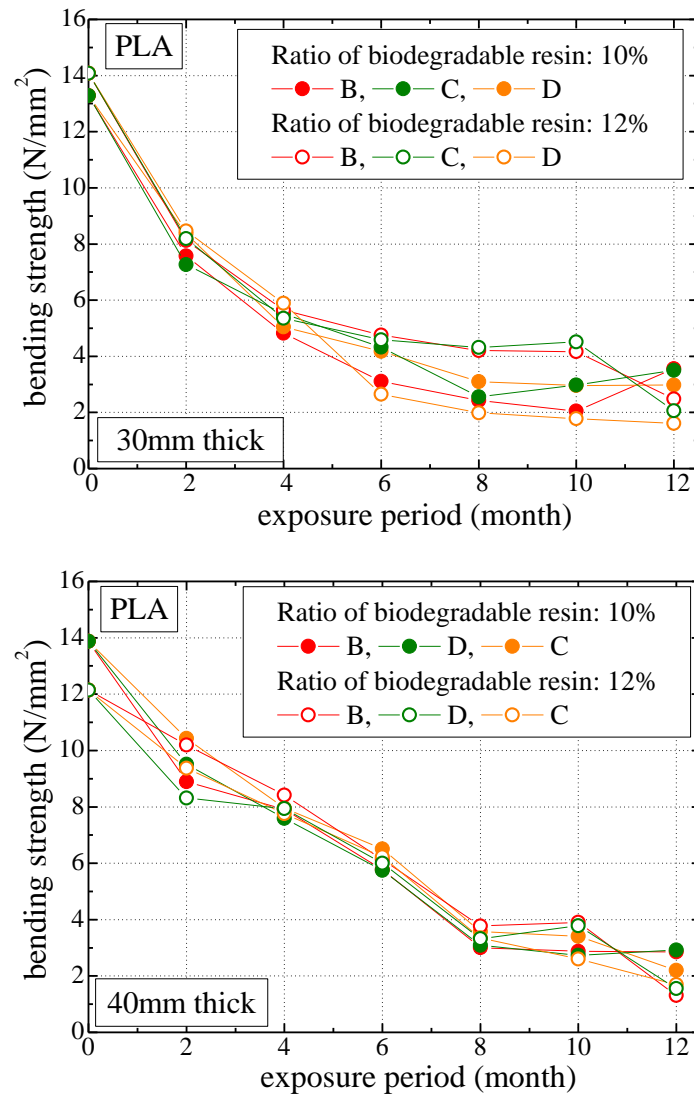 16
PLA
Ratio of biodegradable resin: 10%
14
B, C, D
12
Ratio of biodegradable resin: 12%
B, C, D
10
8
6
4
2
0
bending strength (N/mm²)
30mm thick
0 2 4 6 8 10 12
exposure period (month)
16
PLA
Ratio of biodegradable resin: 10%
14
B, D, C
12
Ratio of biodegradable resin: 12%
B, D, C
10
8
6
4
2
0
bending strength (N/mm²)
40mm thick
0 2 4 6 8 10 12
exposure period (month)